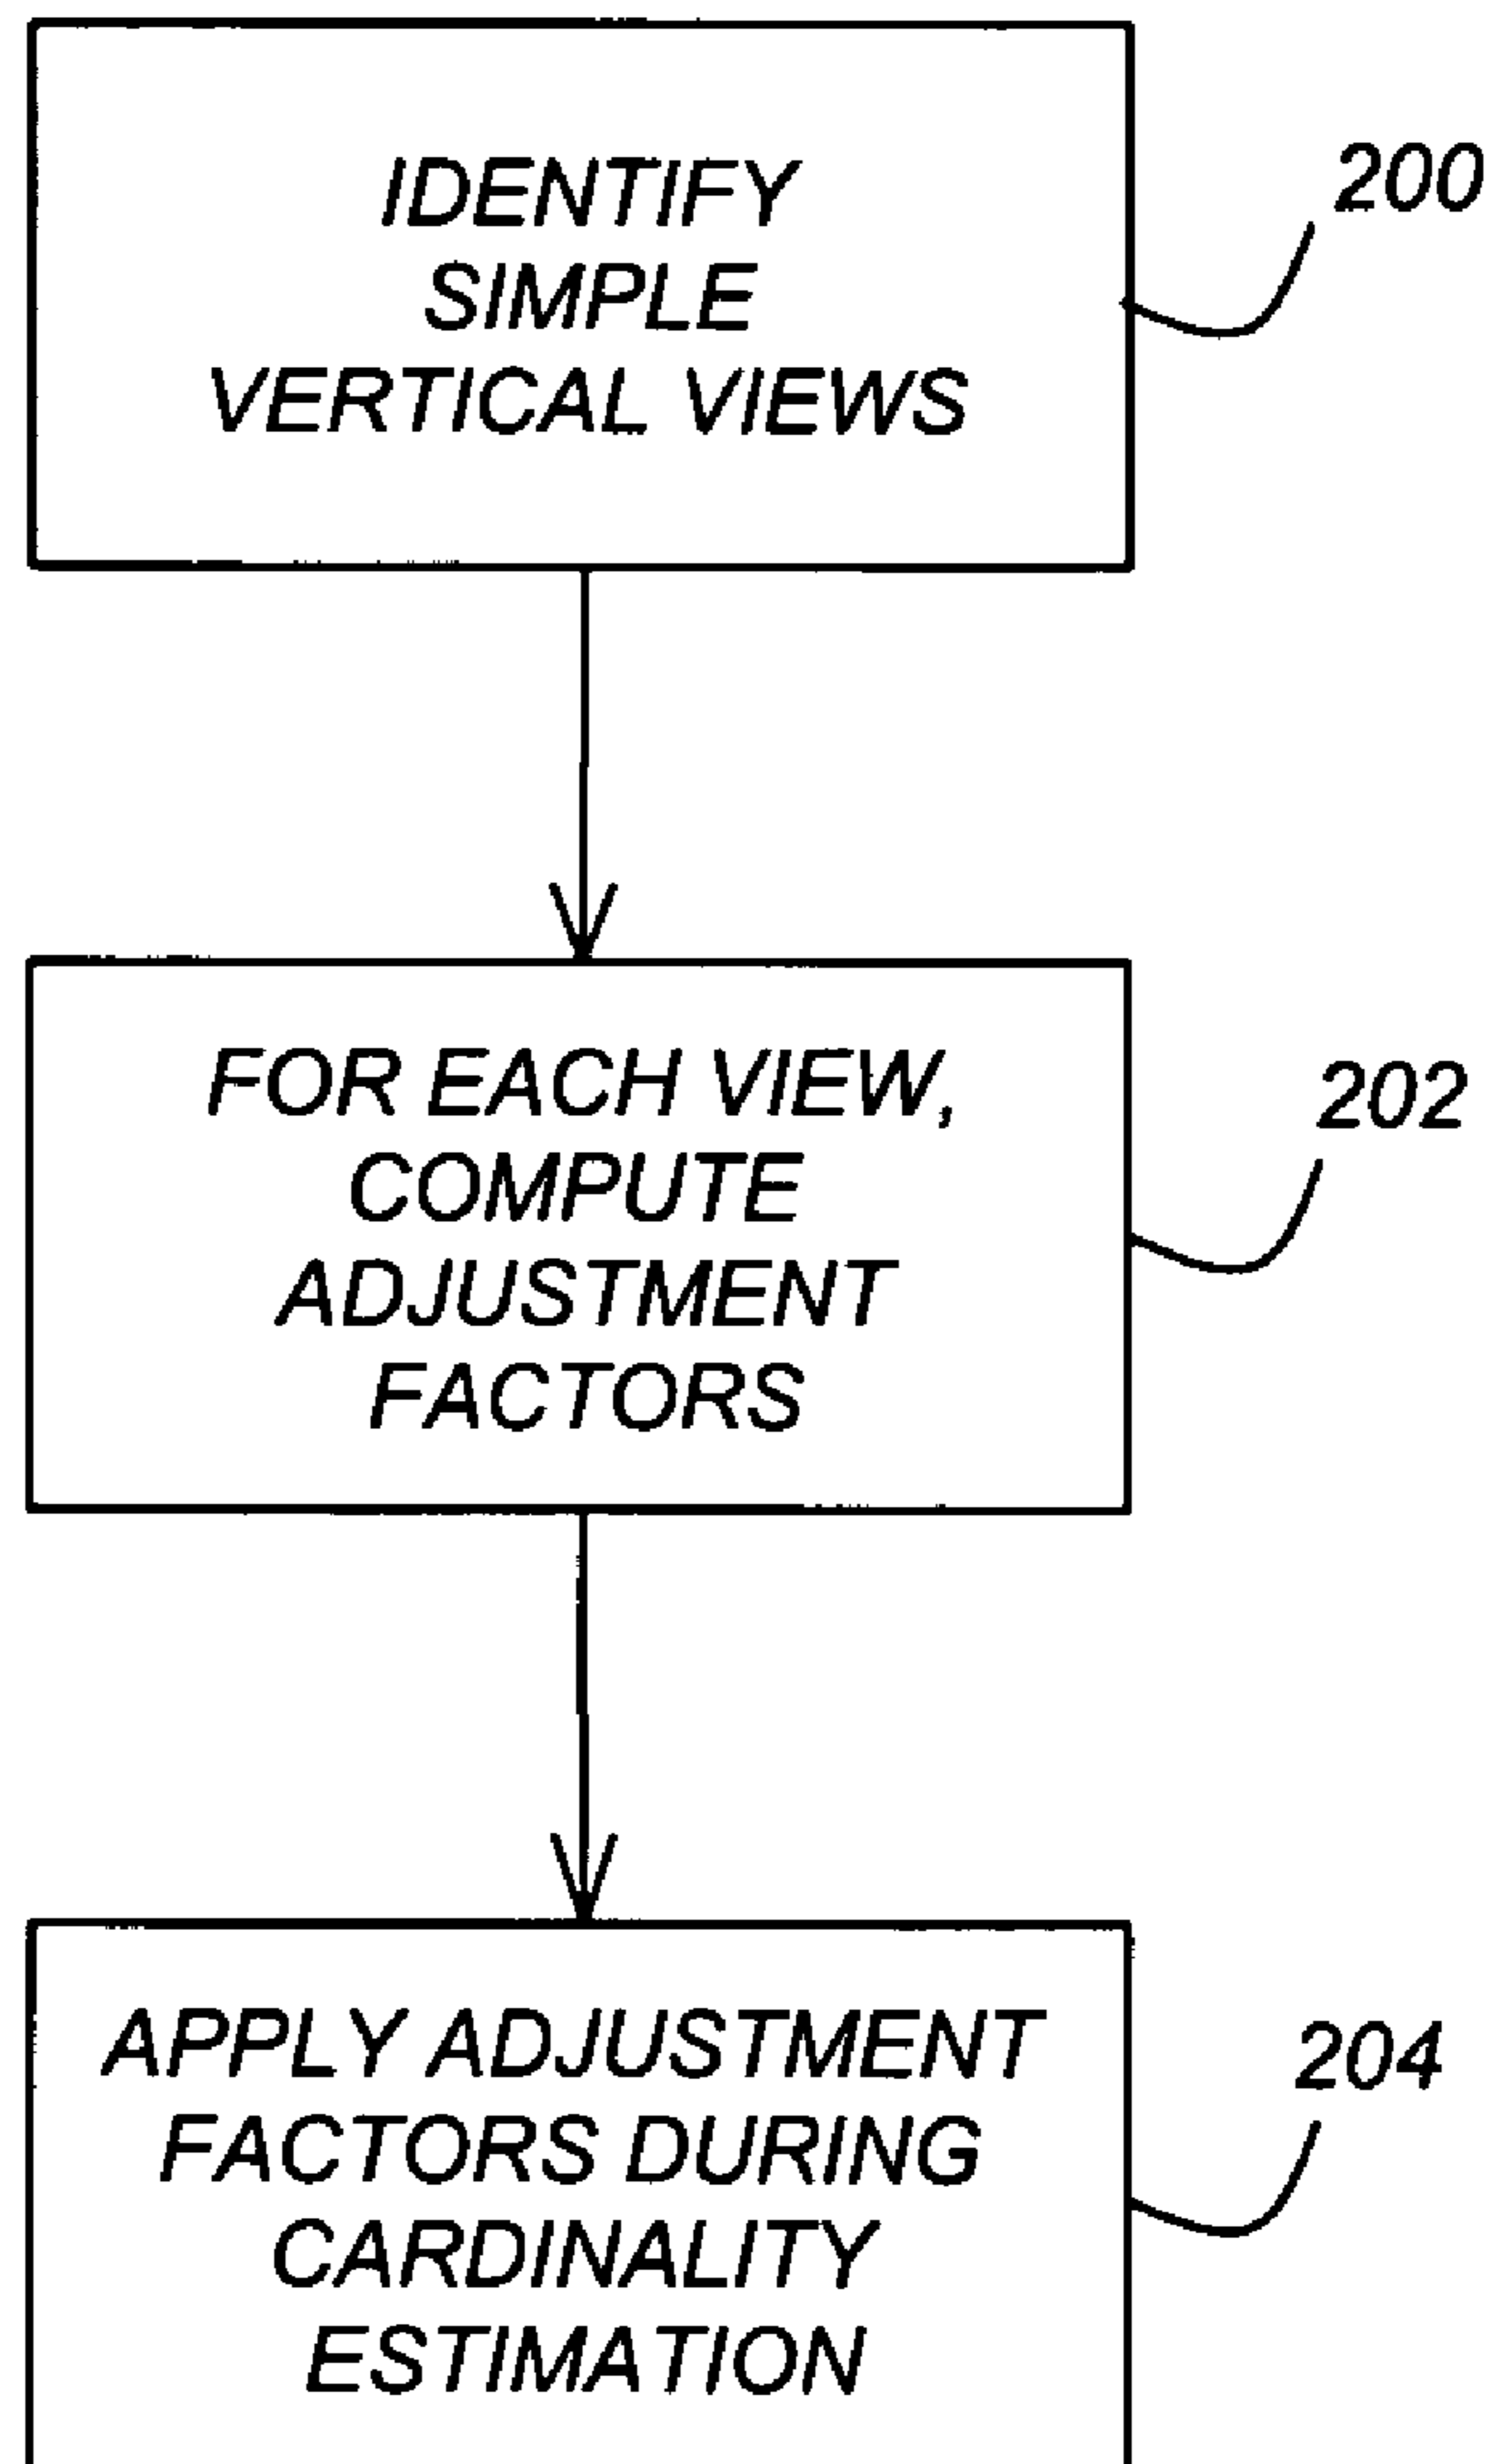 IDENTIFY
SIMPLE
VERTICAL VIEWS
200
FOR EACH VIEW,
COMPUTE
ADJUSTMENT
FACTORS
202
APPLY ADJUSTMENT
FACTORS DURING
CARDINALITY
ESTIMATION
204